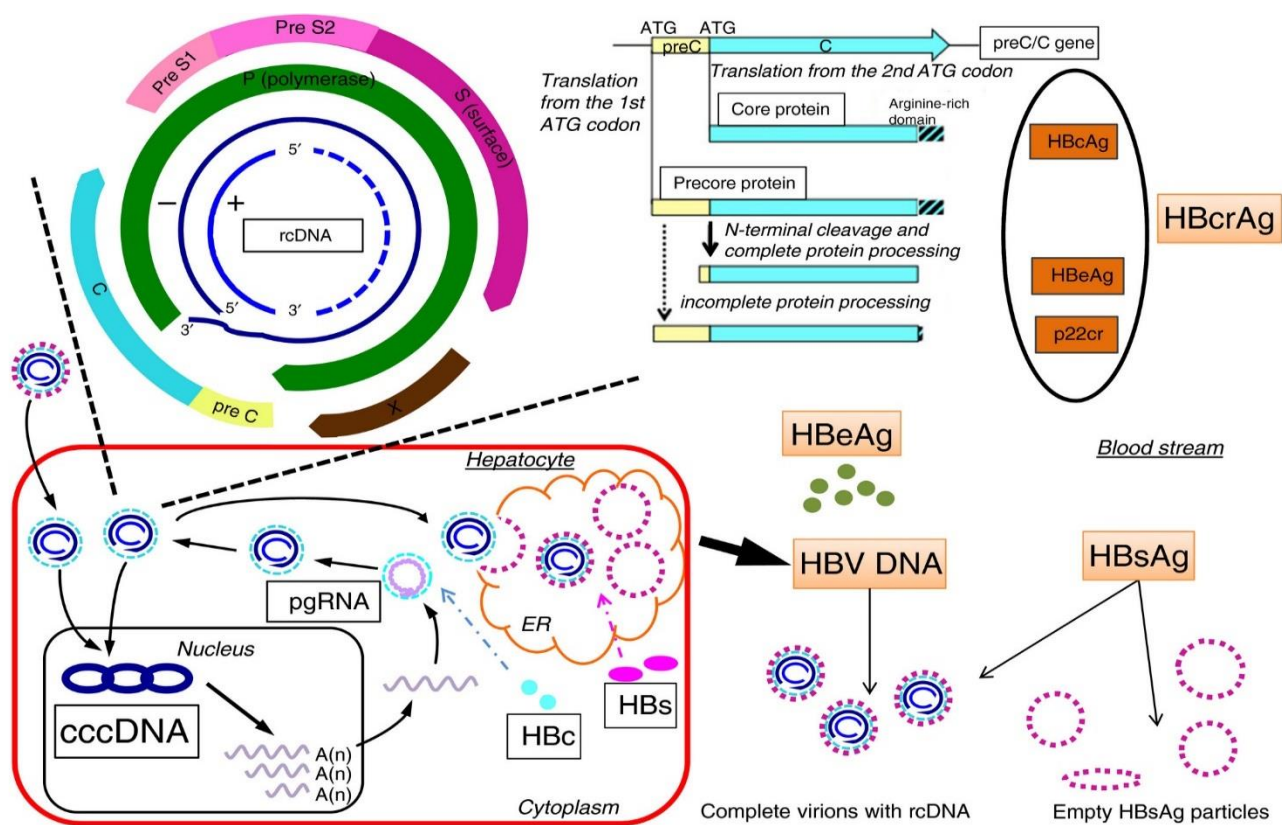 Pre S1
Pre S2
S (surface)
P (polymerase)
5′
–
+
rcDNA
5′
3′
3′
C
pre C
X
ATG
ATG
preC
C
preC/C gene
Translation
from the 1st
ATG codon
Translation from the 2nd ATG codon
Core protein
Arginine-rich
domain
Precore protein
N-terminal cleavage and
complete protein processing
incomplete protein processing
HBcAg
HBeAg
p22cr
HBcrAg
Hepatocyte
pgRNA
ER
Nucleus
cccDNA
A(n)
A(n)
A(n)
HBc
HBs
Cytoplasm
HBeAg
Blood stream
HBV DNA
HBsAg
Complete virions with rcDNA
Empty HBsAg particles